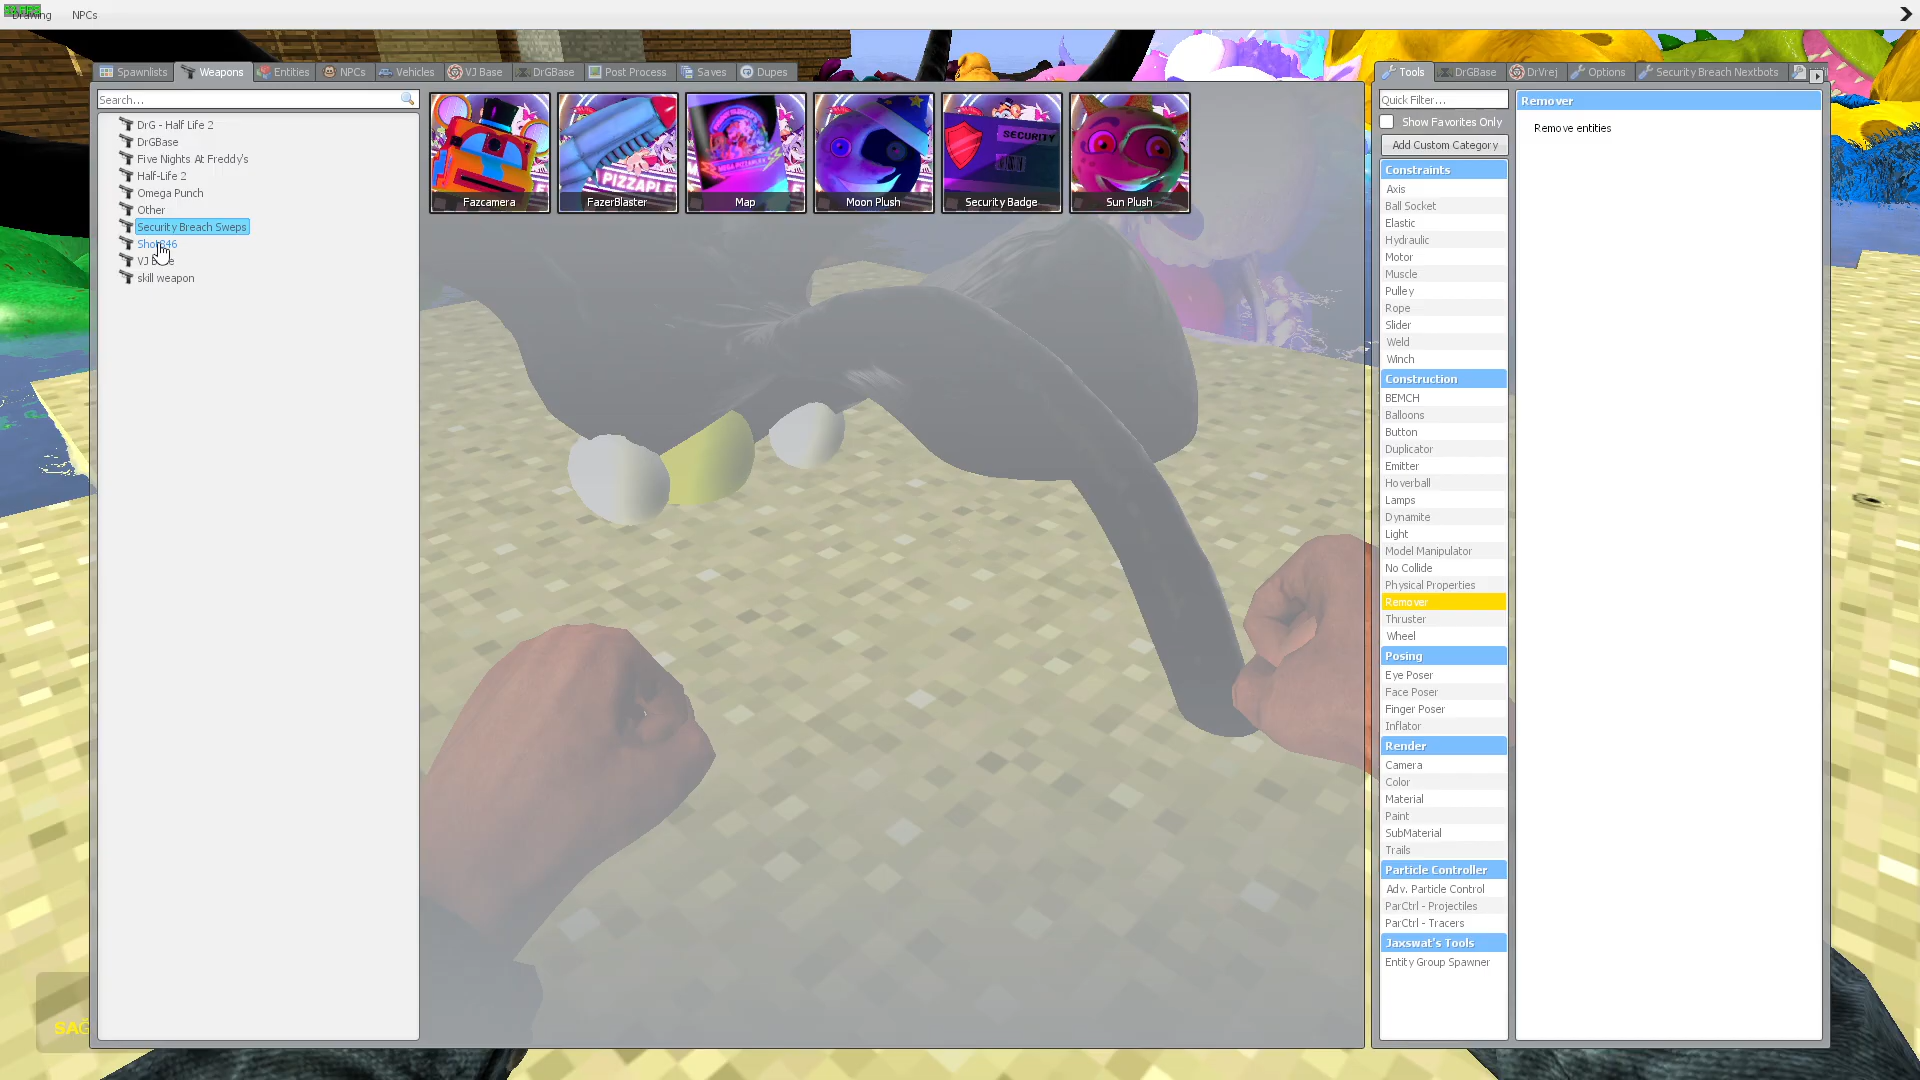 Drawing
NPCs
Spawnlists
Weapons
Entities
NPCs
Vehicles
VJ Base
DrGBase
Post Process
Saves
Dupes
Search...
DrG - Half Life 2
DrGBase
Five Nights At Freddy's
Half-Life 2
Omega Punch
Other
Security Breach Sweps
skill weapon
PIZZAPLE
SECURITY
Fazcamera
FazerBlaster
Map
Moon Plush
Security Badge
Sun Plush
Tools
DrGBase
DrVrej
Options
Security Breach Nextbots
Quick Filter...
Show Favorites Only
Add Custom Category
Constraints
Axis
Ball Socket
Elastic
Hydraulic
Motor
Muscle
Pulley
Rope
Slider
Weld
Winch
Construction
BEMCH
Balloons
Button
Duplicator
Emitter
Hoverball
Lamps
Dynamite
Light
Model Manipulator
No Collide
Physical Properties
Remover
Thruster
Wheel
Posing
Eye Poser
Face Poser
Finger Poser
Inflator
Render
Camera
Color
Material
Paint
SubMaterial
Trails
Particle Controller
Adv. Particle Control
ParCtrl - Projectiles
ParCtrl - Tracers
Jaxswat's Tools
Entity Group Spawner
Remover
Remove entities
SAĞ